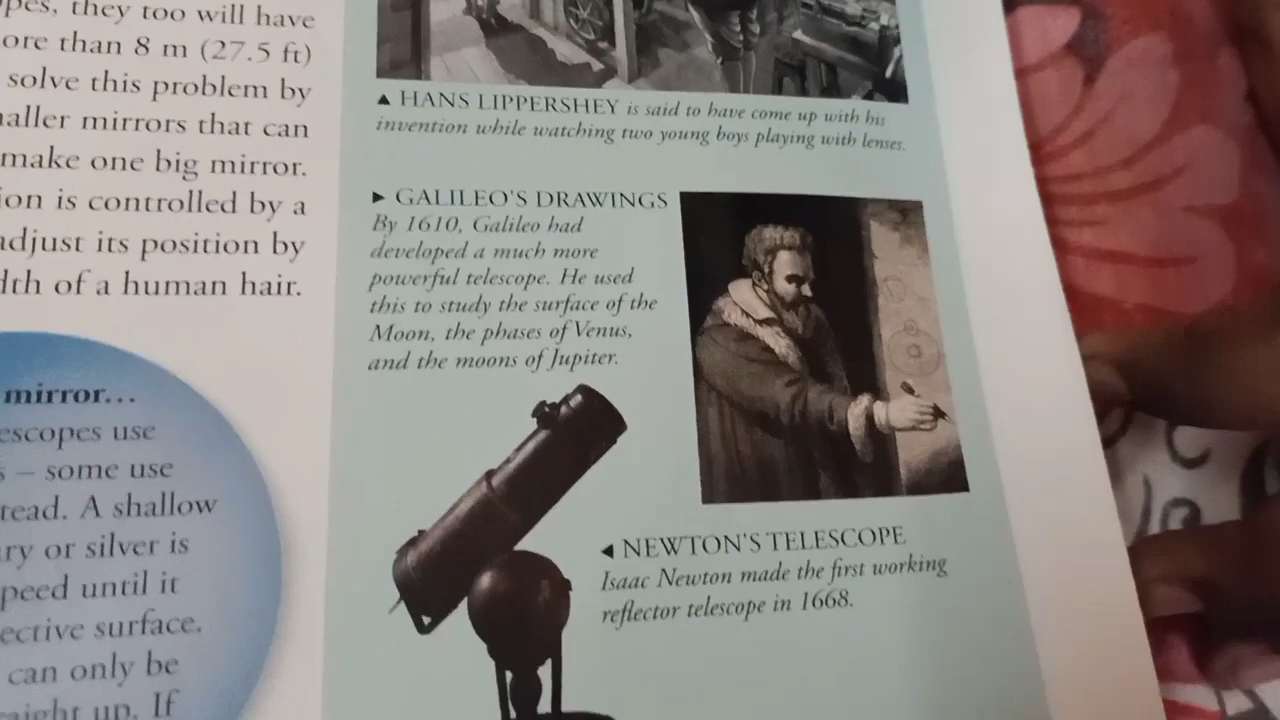 pes, they too will have
ore than 8 m (27.5 ft)
solve this problem by
aller mirrors that can
make one big mirror.
ion is controlled by a
adjust its position by
dth of a human hair.
mirror...
escopes use
s – some use
tead. A shallow
ry or silver is
peed until it
ective surface.
can only be
raight up. If
▲ HANS LIPPERSHEY is said to have come up with his
invention while watching two young boys playing with lenses.
► GALILEO'S DRAWINGS
By 1610, Galileo had
developed a much more
powerful telescope. He used
this to study the surface of the
Moon, the phases of Venus,
and the moons of Jupiter.
◄ NEWTON'S TELESCOPE
Isaac Newton made the first working
reflector telescope in 1668.